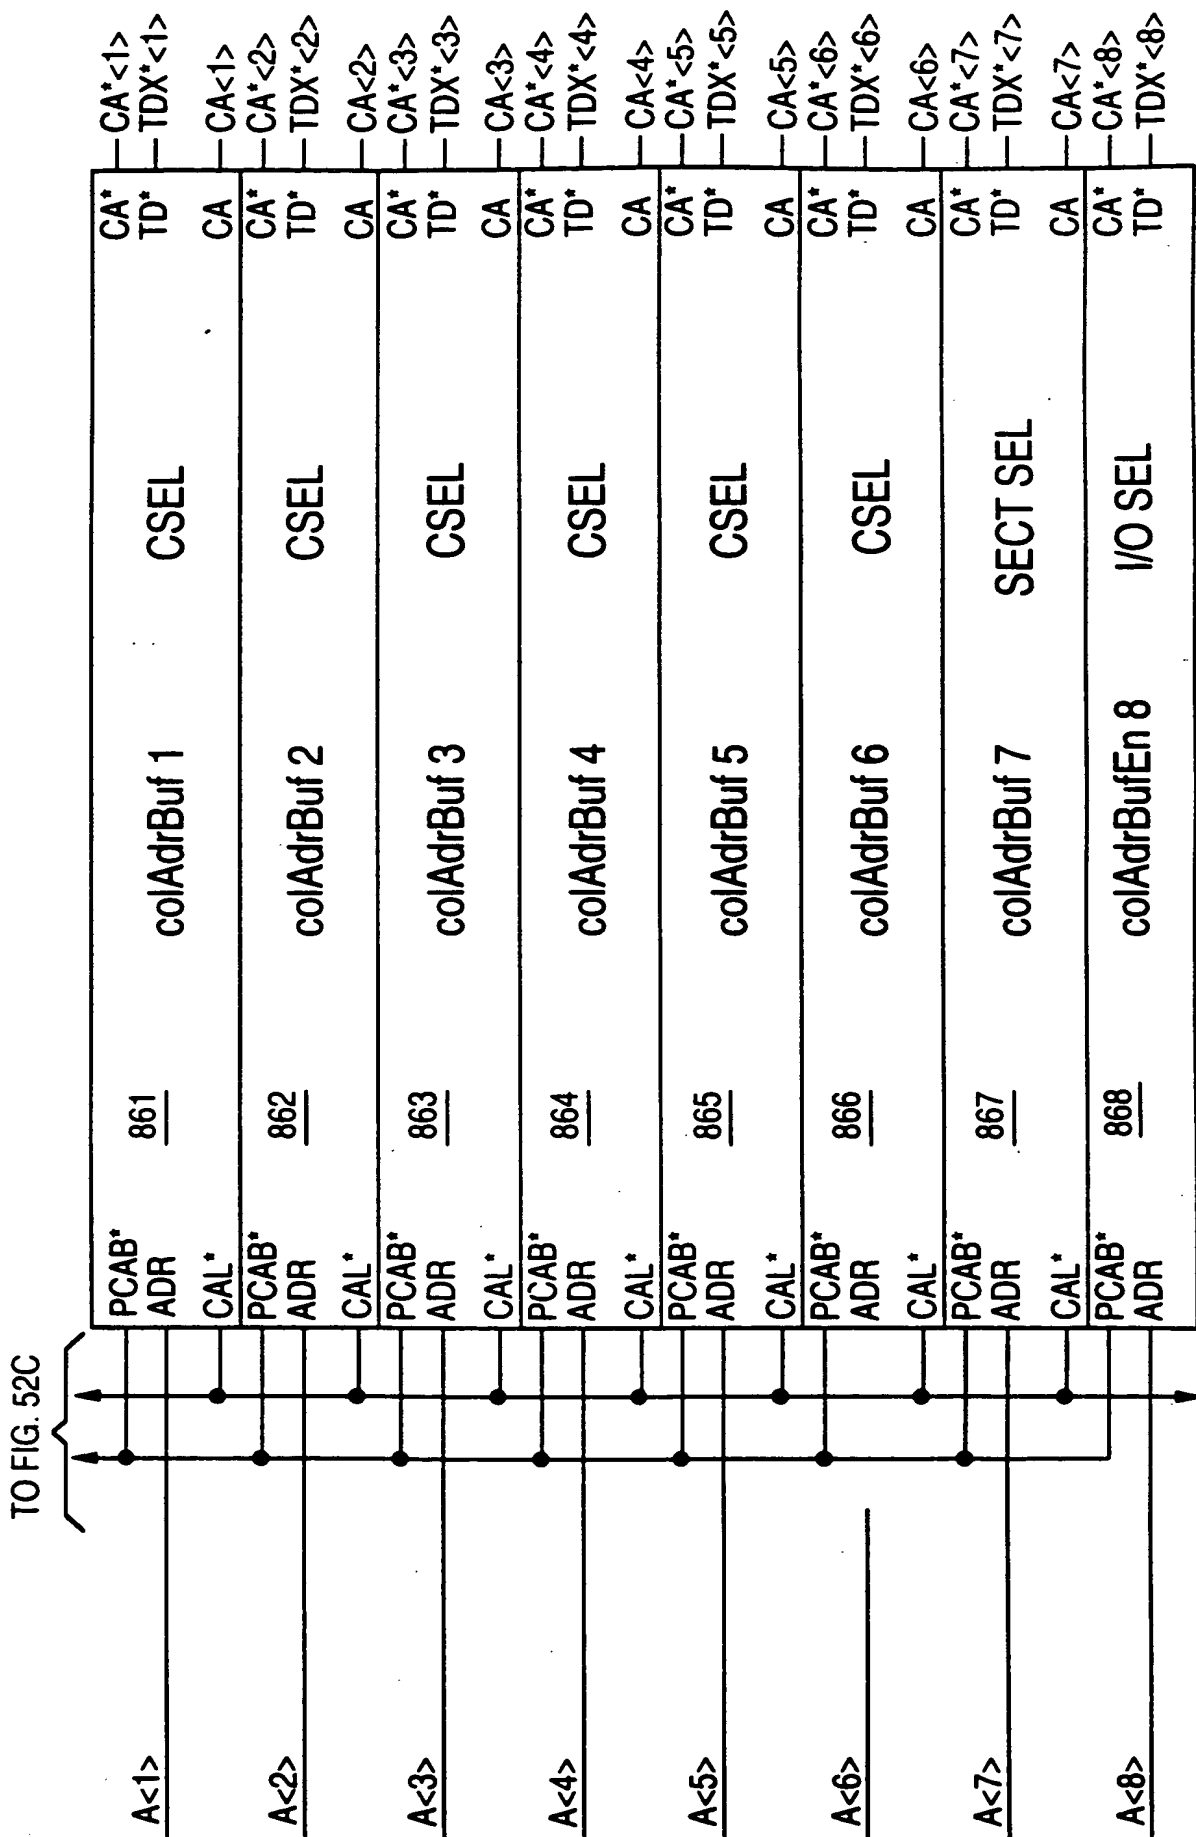 TO FIG. 52C
A<1>
PCAB*
ADR
CAL*
861
colAdrBuf 1
CSEL
CA*
TD*
CA
CA*<1>
TDX*<1>
CA<1>
A<2>
PCAB*
ADR
CAL*
862
colAdrBuf 2
CSEL
CA*
TD*
CA
CA*<2>
TDX*<2>
CA<2>
A<3>
PCAB*
ADR
CAL*
863
colAdrBuf 3
CSEL
CA*
TD*
CA
CA*<3>
TDX*<3>
CA<3>
A<4>
PCAB*
ADR
CAL*
864
colAdrBuf 4
CSEL
CA*
TD*
CA
CA*<4>
TDX*<4>
CA<4>
A<5>
PCAB*
ADR
CAL*
865
colAdrBuf 5
CSEL
CA*
TD*
CA
CA*<5>
TDX*<5>
CA<5>
A<6>
PCAB*
ADR
CAL*
866
colAdrBuf 6
CSEL
CA*
TD*
CA
CA*<6>
TDX*<6>
CA<6>
A<7>
PCAB*
ADR
CAL*
867
colAdrBuf 7
SECT SEL
CA*
TD*
CA
CA*<7>
TDX*<7>
CA<7>
A<8>
PCAB*
ADR
868
colAdrBufEn 8
I/O SEL
CA*
TD*
CA*<8>
TDX*<8>